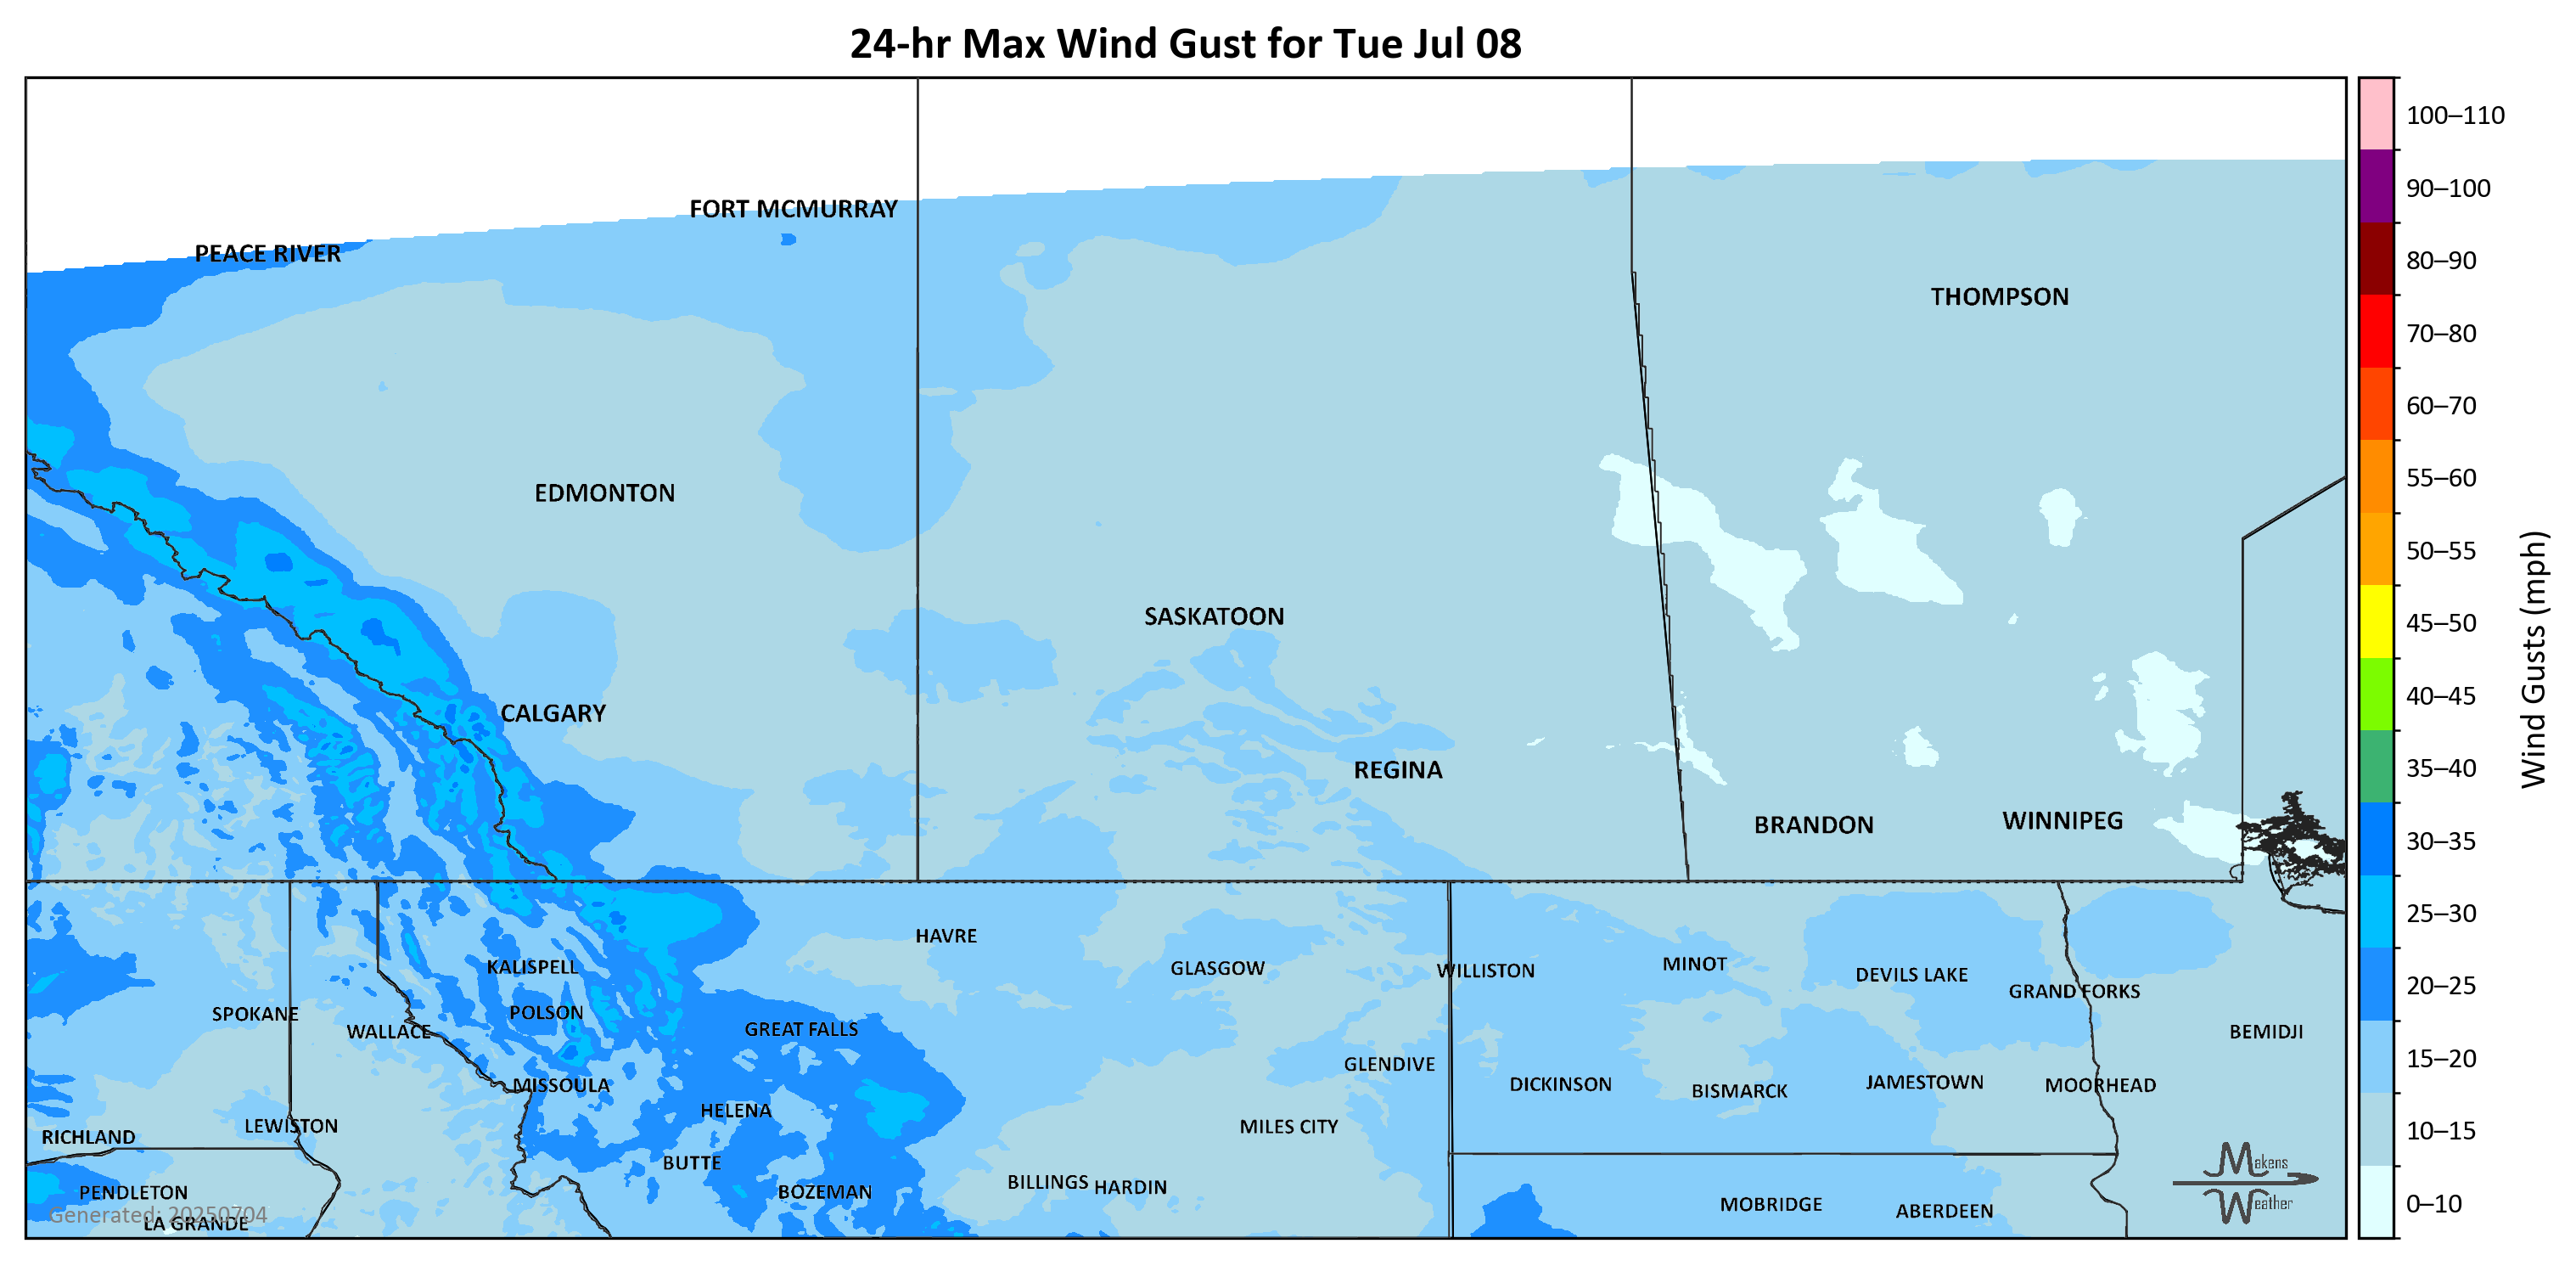 24-hr Max Wind Gust for Tue Jul 08
100–110
90–100
80–90
70–80
60–70
55–60
50–55
45–50
40–45
35–40
30–35
25–30
20–25
15–20
10–15
0–10
Wind Gusts (mph)
FORT MCMURRAY
PEACE RIVER
THOMPSON
EDMONTON
SASKATOON
CALGARY
REGINA
BRANDON
WINNIPEG
HAVRE
KALISPELL
GLASGOW
WILLISTON
MINOT
DEVILS LAKE
GRAND FORKS
SPOKANE
POLSON
WALLACE
GREAT FALLS
BEMIDJI
GLENDIVE
MISSOULA
DICKINSON
BISMARCK
JAMESTOWN
MOORHEAD
HELENA
LEWISTON
MILES CITY
RICHLAND
BUTTE
PENDLETON
BOZEMAN
BILLINGS
HARDIN
MOBRIDGE
ABERDEEN
Generated: 20250704
LA GRANDE
Makens
Weather